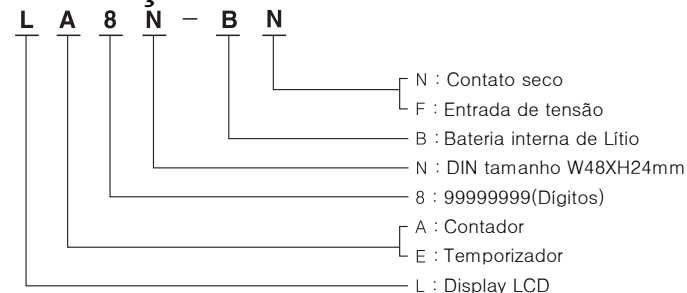 L A 8 N - B N
N : Contato seco
F : Entrada de tensão
B : Bateria interna de Lítio
N : DIN tamanho W48XH24mm
8 : 99999999(Dígitos)
A : Contador
E : Temporizador
L : Display LCD